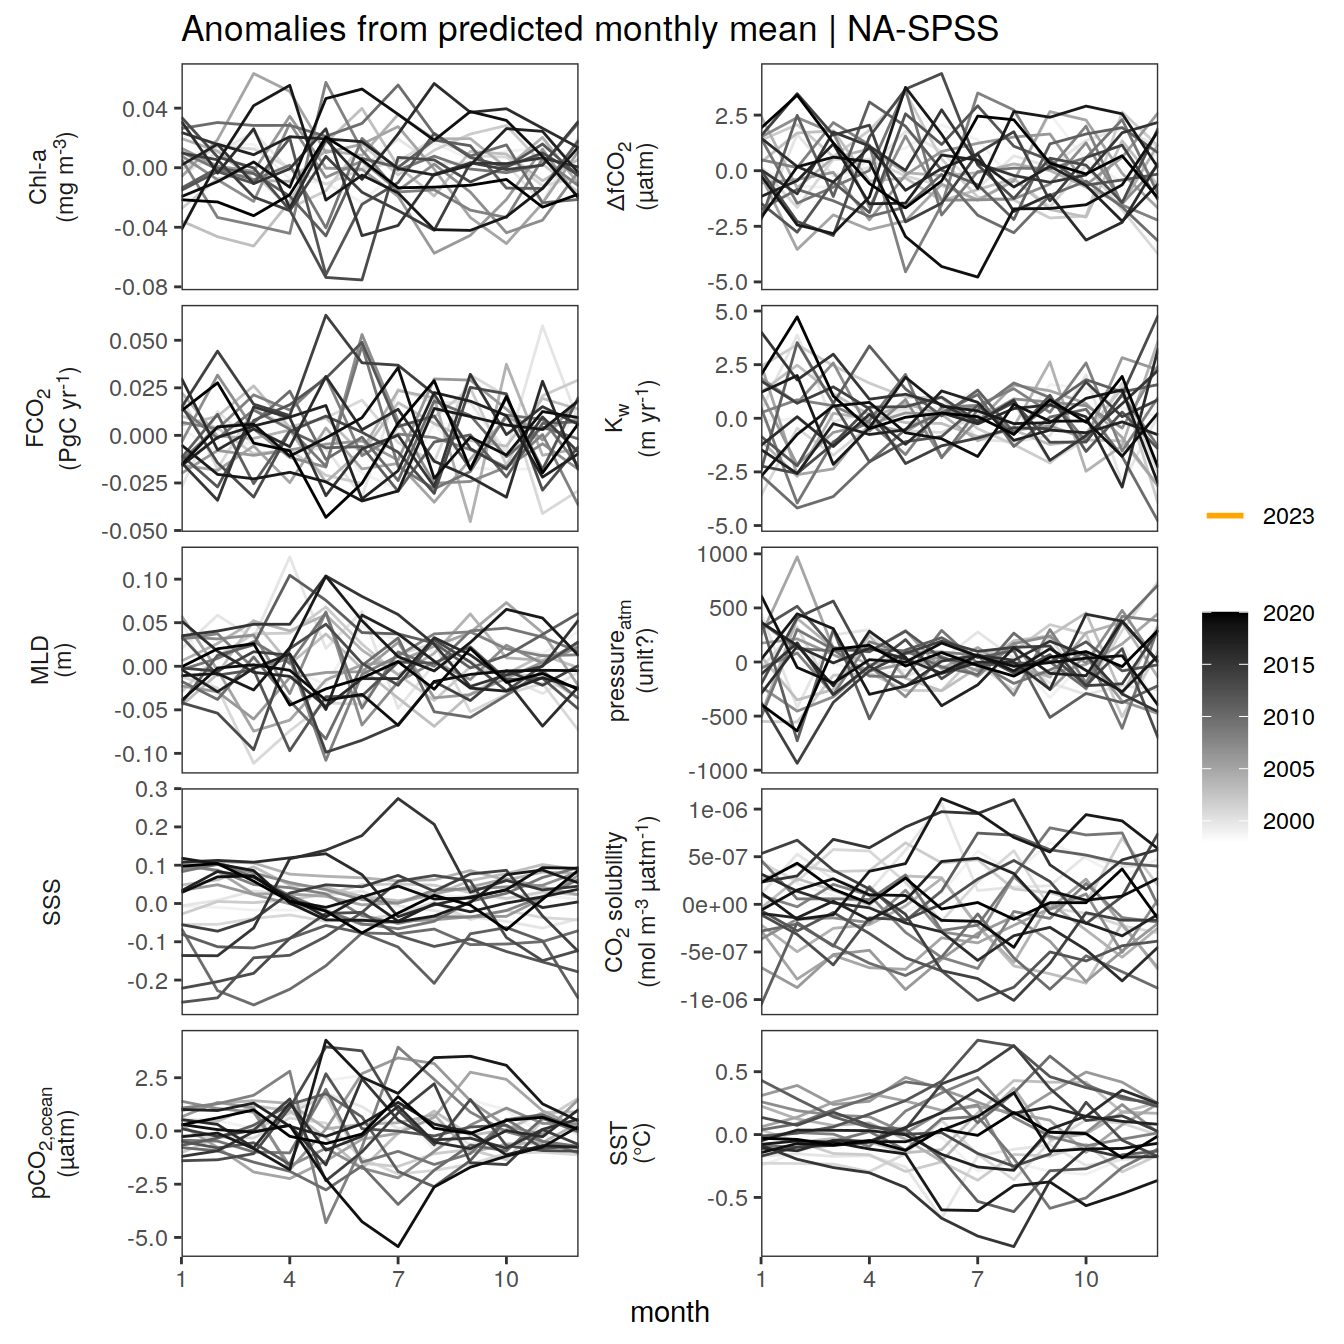 Anomalies from predicted monthly mean | NA-SPSS
Chl-a
(mg m-3)
0.04
0.00
-0.04
-0.08
ΔfCO2
(µatm)
2.5
0.0
-2.5
-5.0
FCO2
(PgC yr-1)
0.050
0.025
0.000
-0.025
-0.050
Kw
(m yr-1)
5.0
2.5
0.0
-2.5
-5.0
MLD
(m)
0.10
0.05
0.00
-0.05
-0.10
pressureatm
(unit?)
1000
500
0
-500
-1000
SSS
0.3
0.2
0.1
0.0
-0.1
-0.2
CO2 solubility
(mol m-3 µatm-1)
1e-06
5e-07
0e+00
-5e-07
-1e-06
pCO2,ocean
(µatm)
2.5
0.0
-2.5
-5.0
SST
(°C)
0.5
0.0
-0.5
1 4 7 10
1 4 7 10
month
2023
2020
2015
2010
2005
2000